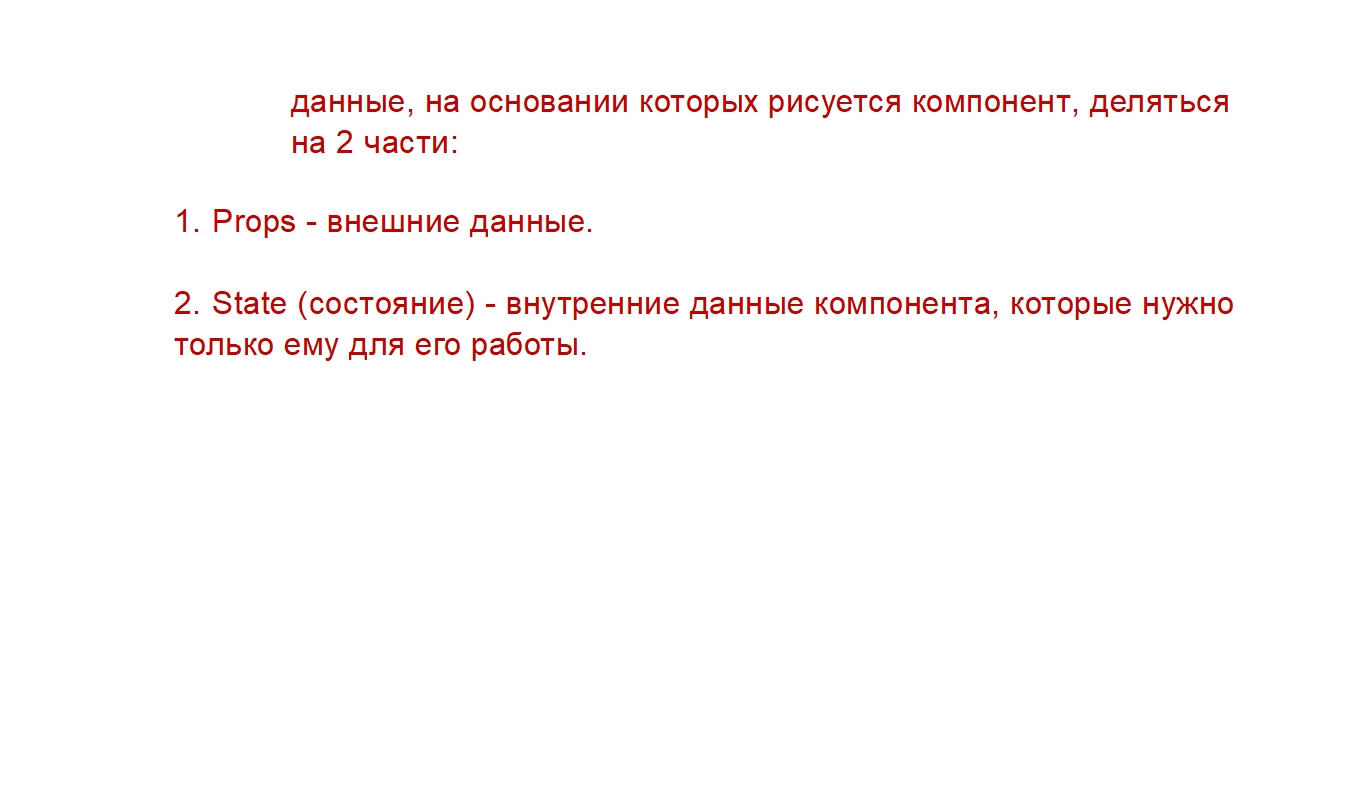 данные, на основании которых рисуется компонент, деляться
на 2 части:
1. Props - внешние данные.
2. State (состояние) - внутренние данные компонента, которые нужно
только ему для его работы.